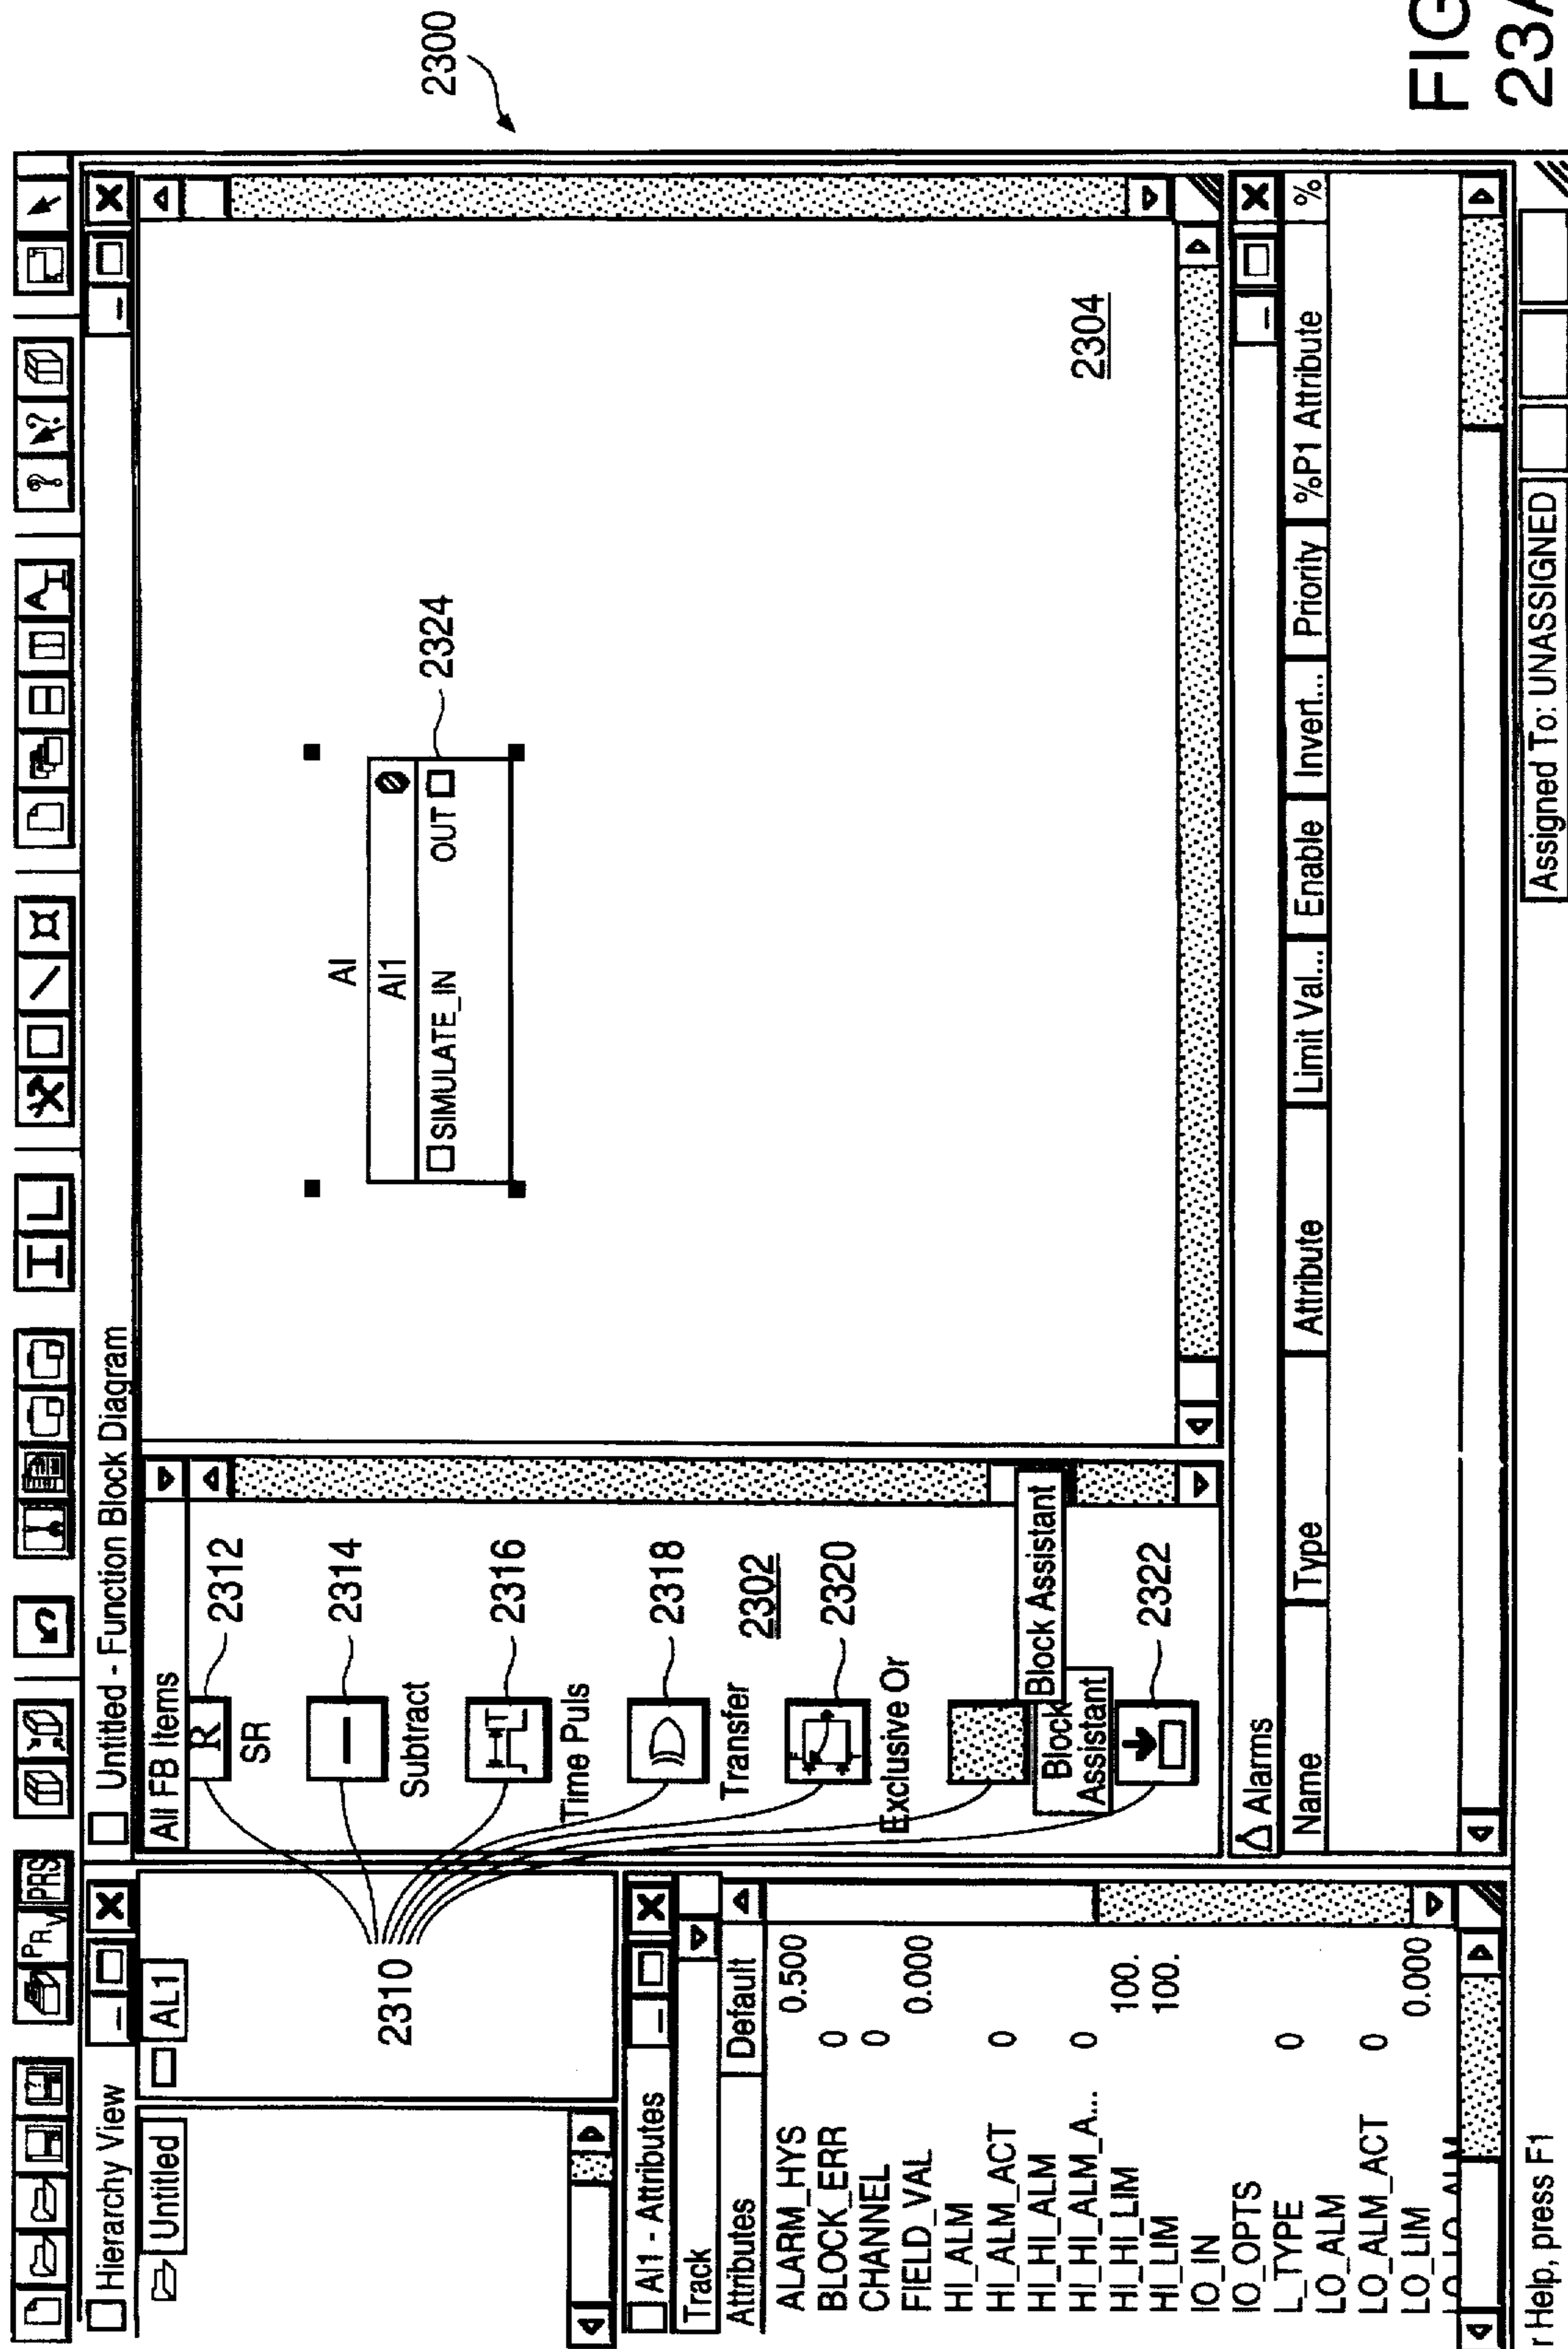 PRV PRS
I L
? ?
A
Hierarchy View
Untitled
AL1
Untitled - Function Block Diagram
All FB Items
R
SR
2312
Subtract
2314
Time Puls
2316
Transfer
2318
2302
Exclusive Or
2320
Block
Assistant
Block Assistant
2322
2310
AI
AI1
SIMULATE_IN OUT
2324
2304
2300
AI1 - Attributes
Track
Attributes Default
ALARM_HYS 0.500
BLOCK_ERR 0
CHANNEL 0
FIELD_VAL 0.000
HI_ALM
HI_ALM_ACT 0
HI_HI_ALM
HI_HI_ALM_A... 0
HI_HI_LIM 100.
HI_LIM 100.
IO_IN
IO_OPTS
L_TYPE 0
LO_ALM
LO_ALM_ACT 0
LO_LIM 0.000
Alarms
Name Type Attribute Limit Val... Enable Invert... Priority %P1 Attribute %
r Help, press F1
Assigned To: UNASSIGNED
FIG
23A